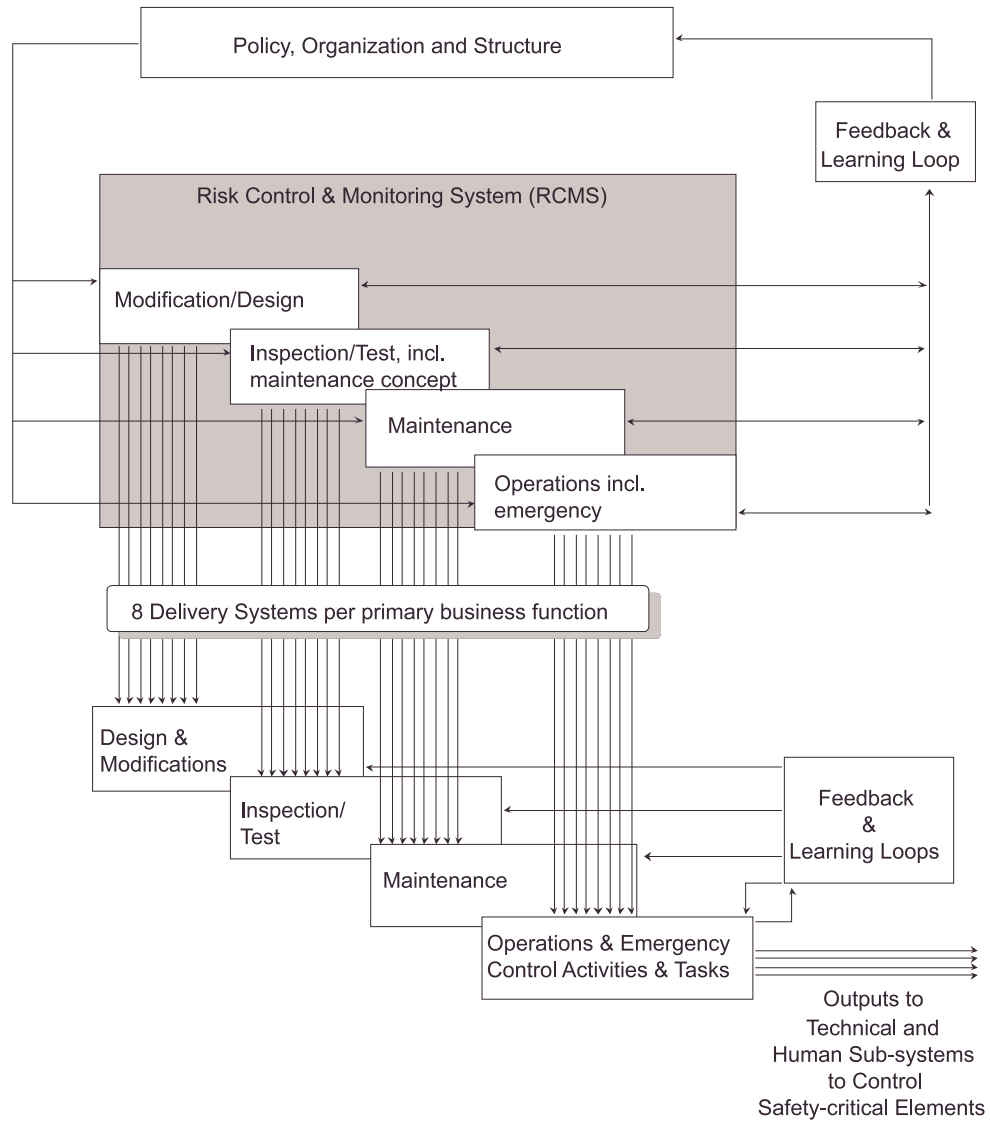 Policy, Organization and Structure
Feedback &
Learning Loop
Risk Control & Monitoring System (RCMS)
Modification/Design
Inspection/Test, incl.
maintenance concept
Maintenance
Operations incl.
emergency
8 Delivery Systems per primary business function
Design &
Modifications
Inspection/
Test
Maintenance
Feedback
&
Learning Loops
Operations & Emergency
Control Activities & Tasks
Outputs to
Technical and
Human Sub-systems
to Control
Safety-critical Elements